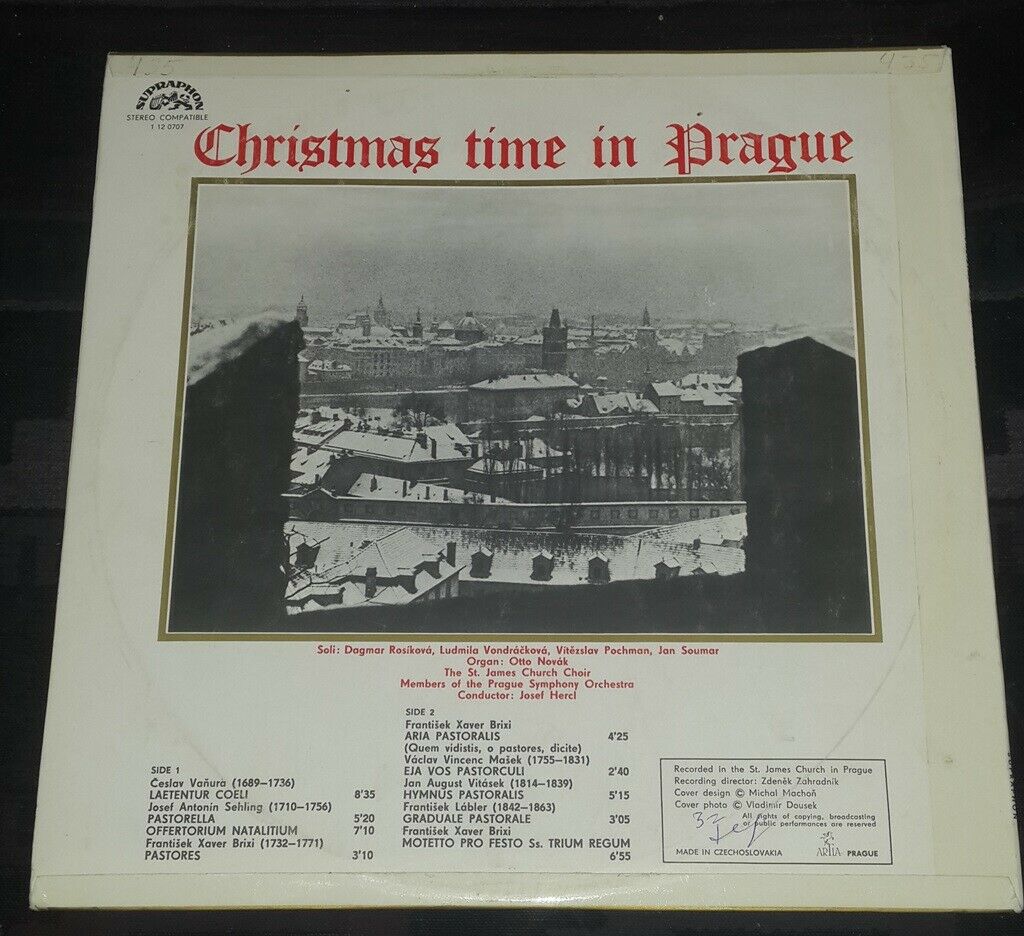 435
435
SUPRAPHON
STEREO COMPATIBLE
1 12 0707
Christmas time in Prague
Soli: Dagmar Rosíková, Ludmila Vondráčková, Vítězslav Pochman, Jan Soumar
Organ: Otto Novák
The St. James Church Choir
Members of the Prague Symphony Orchestra
Conductor: Josef Hercl
SIDE 1
Česlav Vaňura (1689—1736)
LAETENTUR COELI 8'35
Josef Antonín Sehling (1710—1756)
PASTORELLA 5'20
OFFERTORIUM NATALITIUM 7'10
František Xaver Brixi (1732—1771)
PASTORES 3'10
SIDE 2
František Xaver Brixi
ARIA PASTORALIS 4'25
(Quem vidistis, o pastores, dicite)
Václav Vincenc Mašek (1755—1831)
EJA VOS PASTORCULI 2'40
Jan August Vitásek (1814—1839)
HYMNUS PASTORALIS 5'15
František Lábler (1842—1863)
GRADUALE PASTORALE 3'05
František Xaver Brixi
MOTETTO PRO FESTO Ss. TRIUM REGUM
6'55
Recorded in the St. James Church in Prague
Recording director: Zdeněk Zahradník
Cover design © Michal Machoň
Cover photo © Vladimír Dousek
All rights of copying, broadcasting
or public performances are reserved
32
MADE IN CZECHOSLOVAKIA
ARTIA PRAGUE